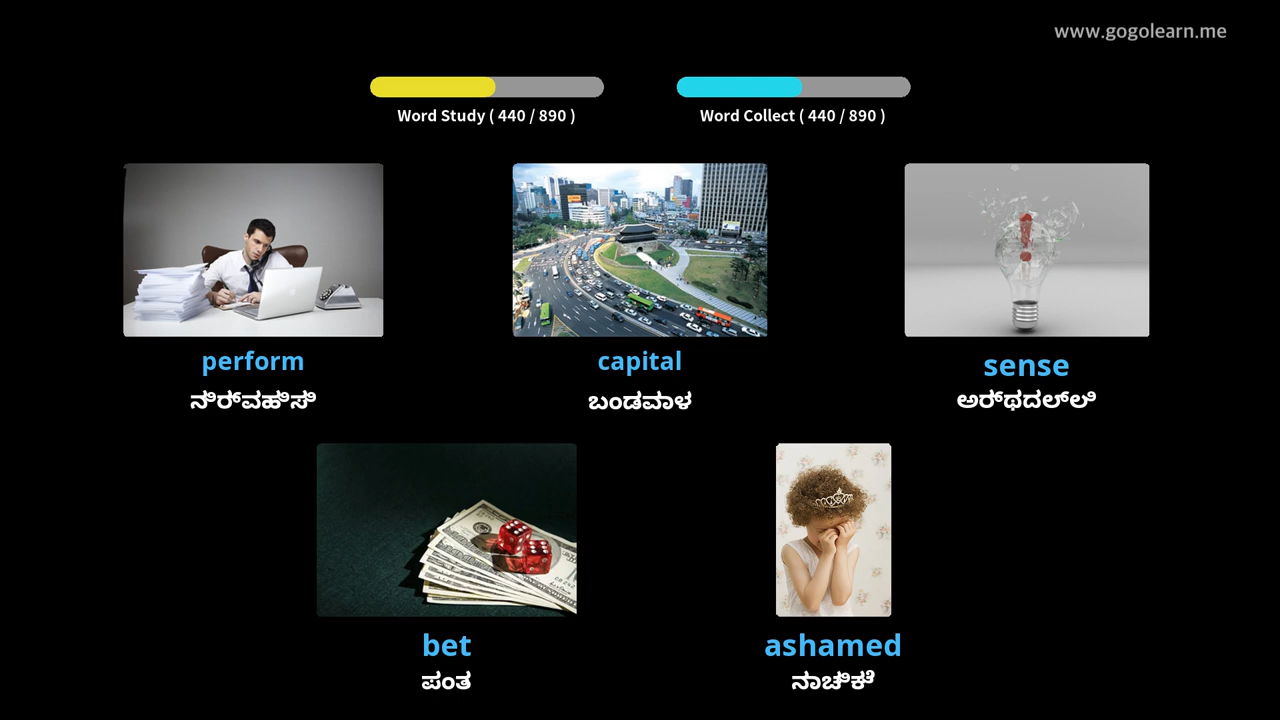 www.gogolearn.me
Word Study ( 440 / 890 )
Word Collect ( 440 / 890 )
perform
ನಿರ್ವಹಿಸಿ
capital
ಬಂಡವಾಳ
sense
ಅರ್ಥದಲ್ಲಿ
bet
ಪಂತ
ashamed
ನಾಚಿಕೆ